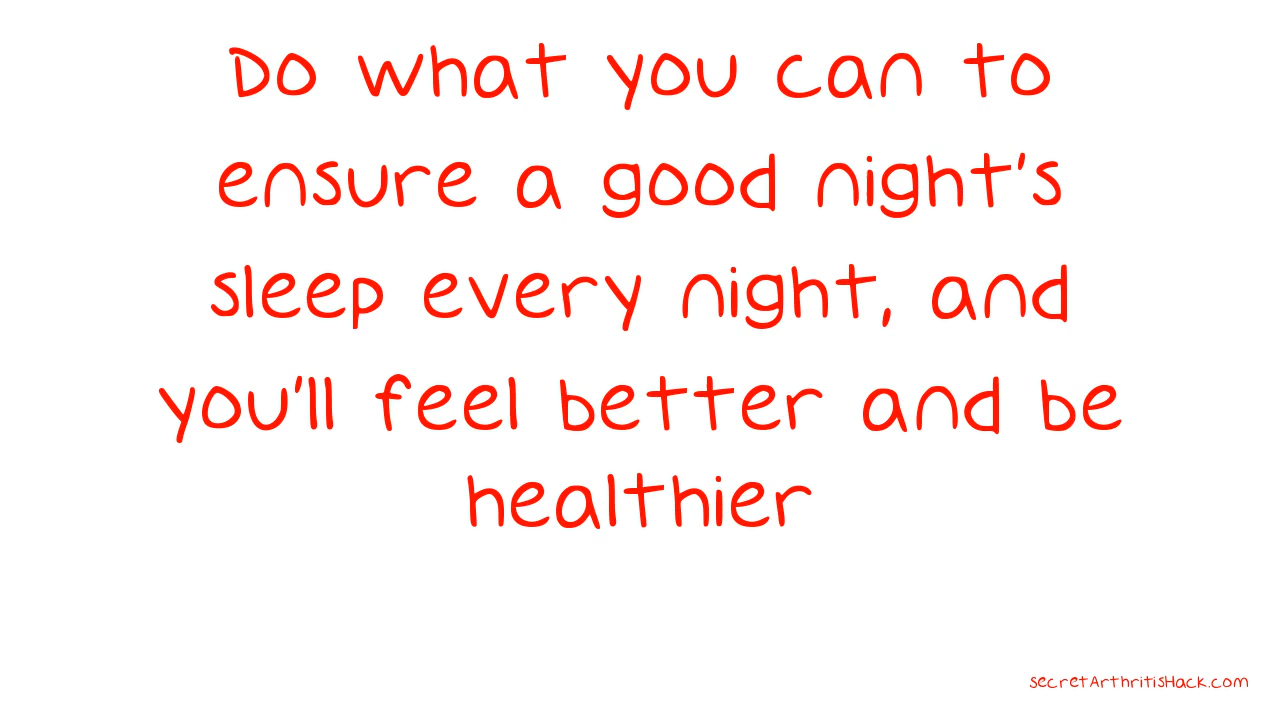 Do what you can to
ensure a good night's
sleep every night, and
you'll feel better and be
healthier
secretArthritisHack.com